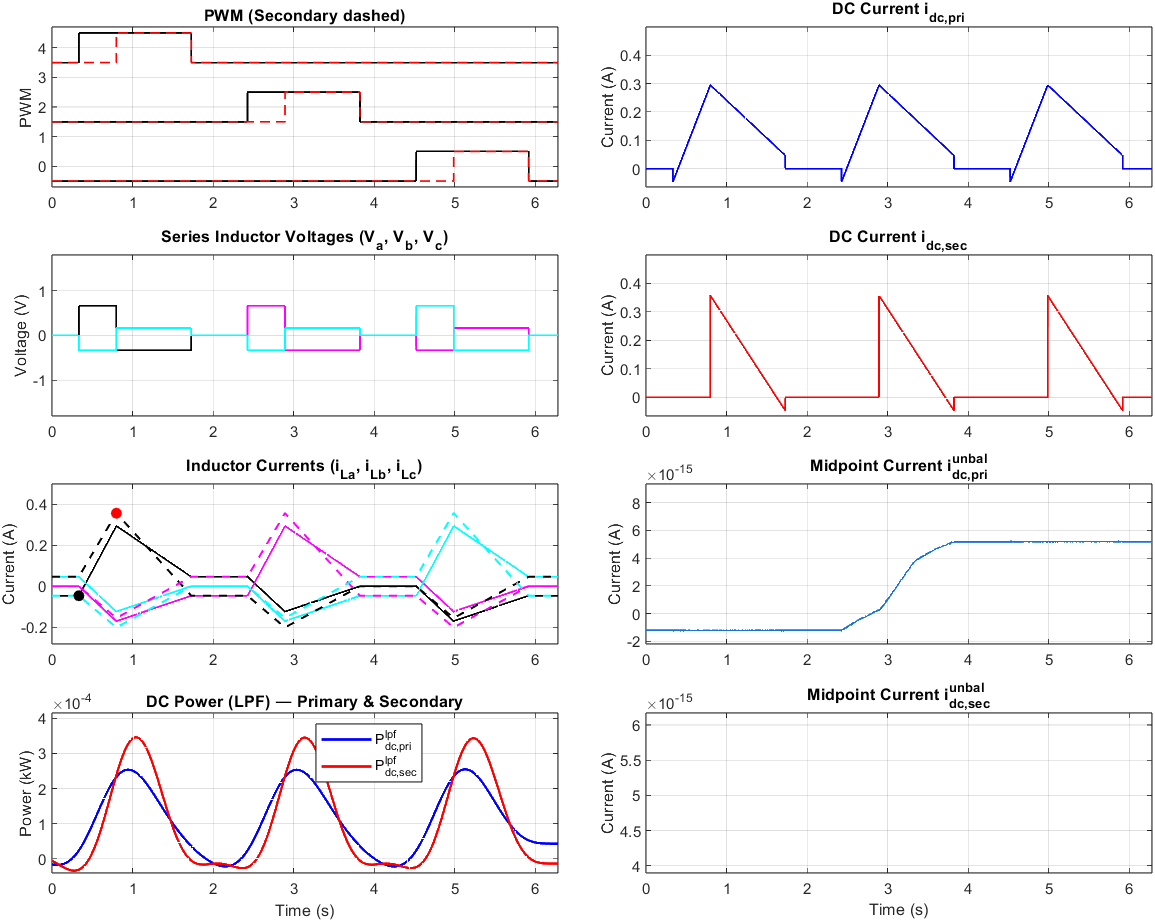 PWM (Secondary dashed)
PWM
4
3
2
1
0
0 1 2 3 4 5 6
DC Current i_dc,pri
Current (A)
0.4
0.3
0.2
0.1
0
0 1 2 3 4 5 6
Series Inductor Voltages (V_a, V_b, V_c)
Voltage (V)
1
0
-1
0 1 2 3 4 5 6
DC Current i_dc,sec
Current (A)
0.4
0.3
0.2
0.1
0
0 1 2 3 4 5 6
Inductor Currents (i_La, i_Lb, i_Lc)
Current (A)
0.4
0.2
0
-0.2
0 1 2 3 4 5 6
Midpoint Current i_dc,pri^unbal
×10^-15
Current (A)
8
6
4
2
0
-2
0 1 2 3 4 5 6
DC Power (LPF) — Primary & Secondary
×10^-4
Power (kW)
4
3
2
1
0
P_dc,pri^lpf
P_dc,sec^lpf
0 1 2 3 4 5 6
Time (s)
Midpoint Current i_dc,sec^unbal
×10^-15
Current (A)
6
5.5
5
4.5
4
0 1 2 3 4 5 6
Time (s)